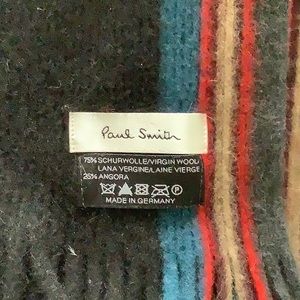 Paul Smith
75% SCHURWOLLE/VIRGIN WOOL
LANA VERGINE/LAINE VIERGE
25% ANGORA
MADE IN GERMANY